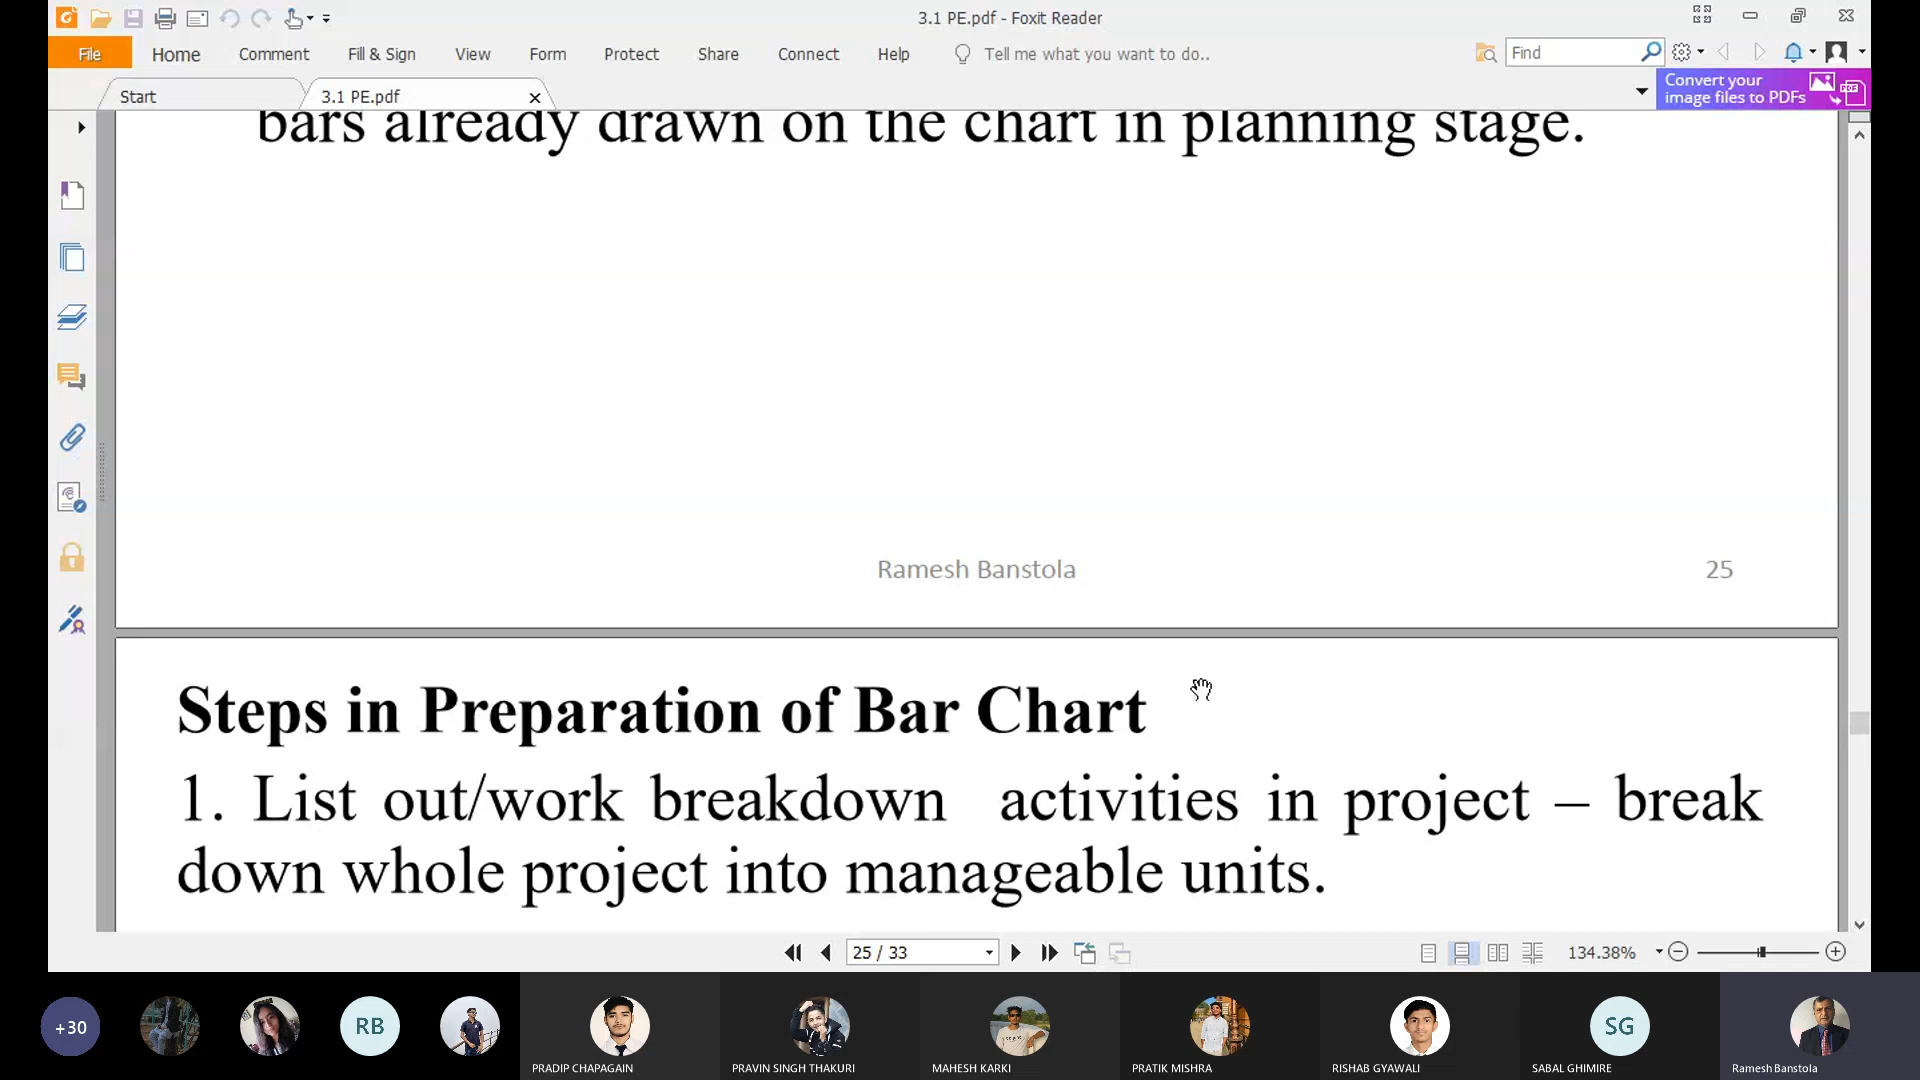 3.1 PE.pdf - Foxit Reader
File Home Comment Fill & Sign View Form Protect Share Connect Help Tell me what you want to do.. Find
Start 3.1 PE.pdf
Convert your
image files to PDFs
bars already drawn on the chart in planning stage.
Ramesh Banstola 25
Steps in Preparation of Bar Chart
1. List out/work breakdown activities in project – break
down whole project into manageable units.
25 / 33 134.38%
+30 RB SG
PRADIP CHAPAGAIN PRAVIN SINGH THAKURI MAHESH KARKI PRATIK MISHRA RISHAB GYAWALI SABAL GHIMIRE Ramesh Banstola